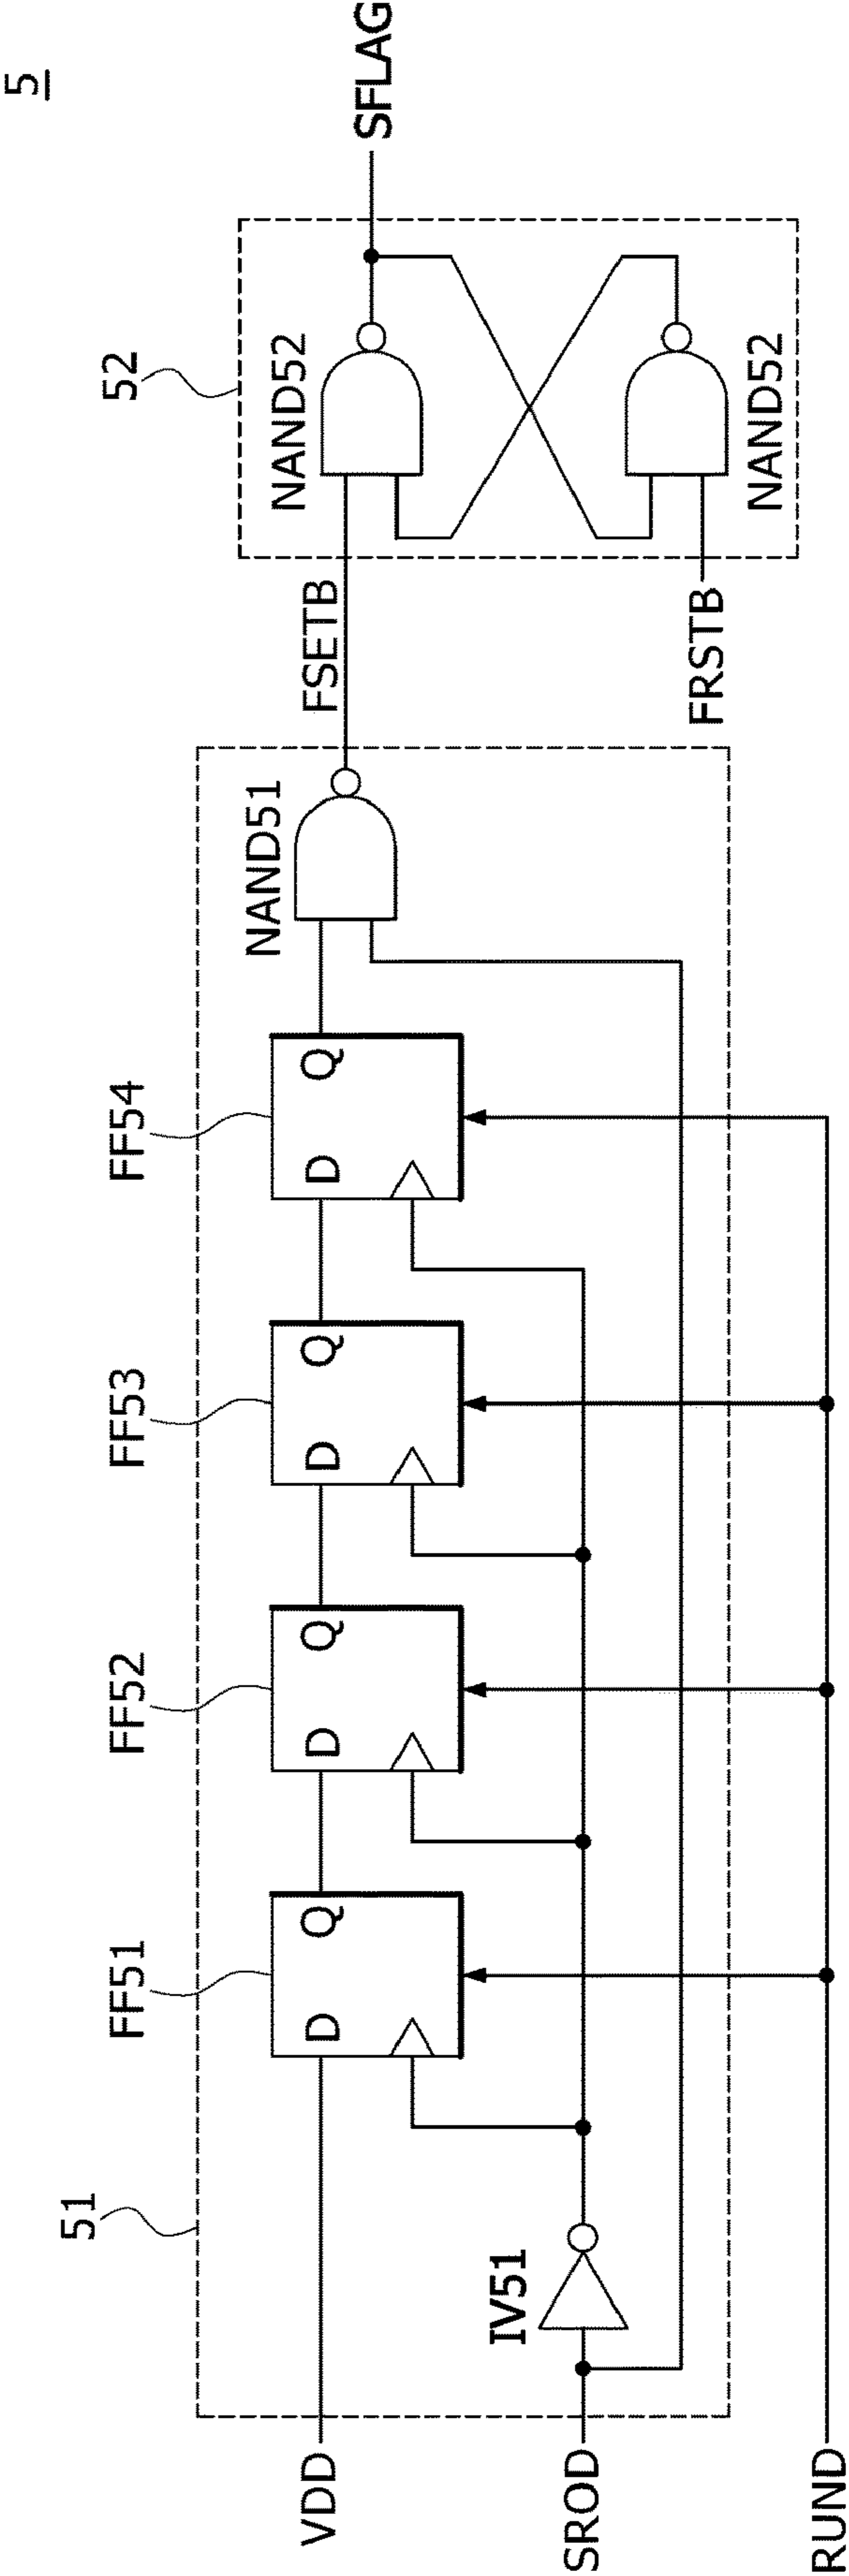 5
51
FF51
FF52
FF53
FF54
NAND51
52
NAND52
D
Q
D
Q
D
Q
D
Q
FSETB
SFLAG
VDD
IV51
SROD
FRSTB
NAND52
RUND